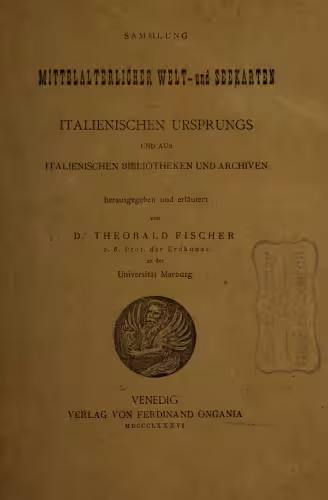 SAMMLUNG
MITTELALTERLICHER WELT- und SEEKARTEN
ITALIENISCHEN URSPRUNGS
UND AUS
ITALIENISCHEN BIBLIOTHEKEN UND ARCHIVEN
herausgegeben und erläutert
von
Dr THEOBALD FISCHER
o. ö. Prof. der Erdkunde
an der
Universität Marburg
VENEDIG
VERLAG VON FERDINAND ONGANIA
MDCCCLXXXVI